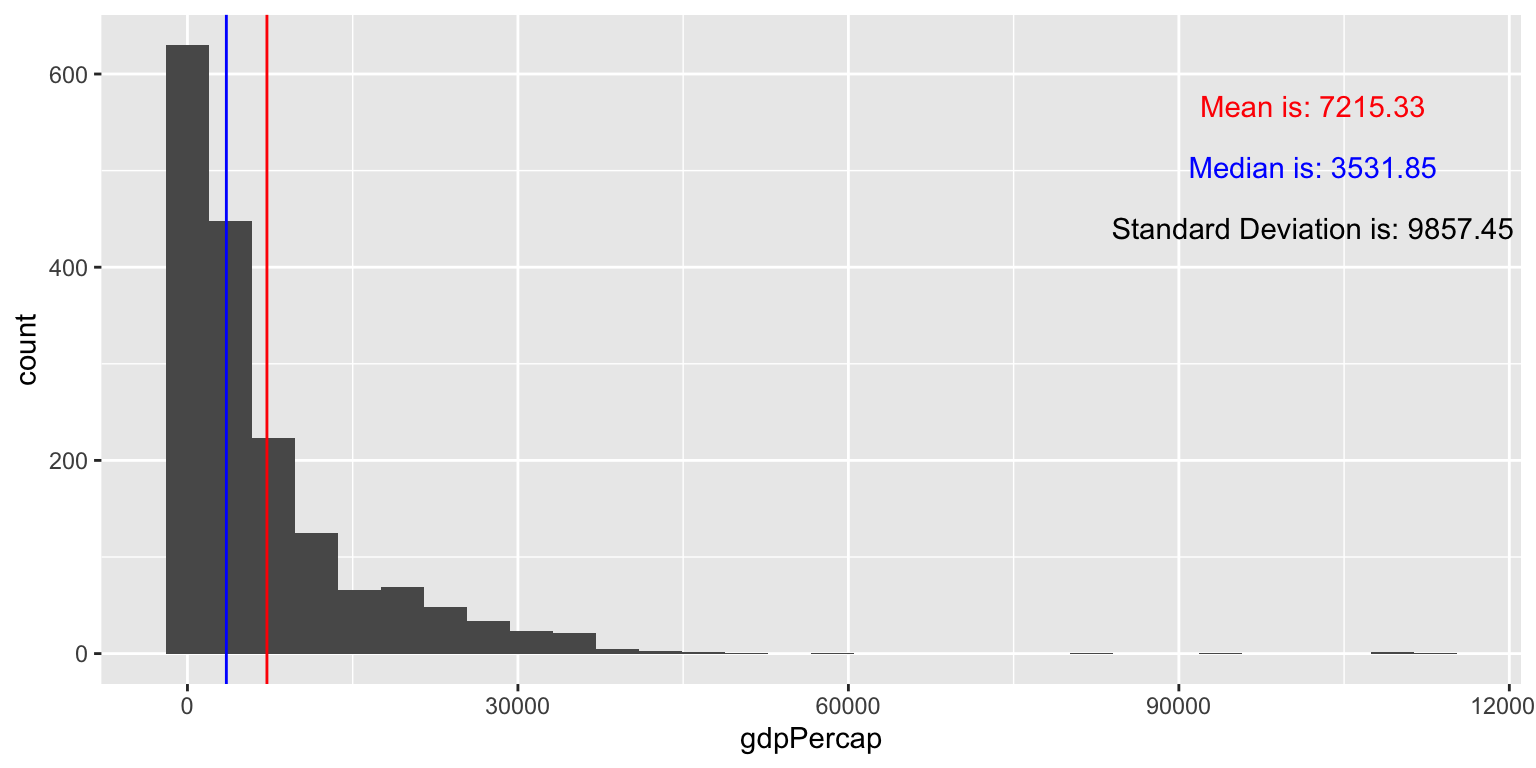 Mean is: 7215.33
Median is: 3531.85
Standard Deviation is: 9857.45
600
400
200
0
count
0 30000 60000 90000 12000
gdpPercap